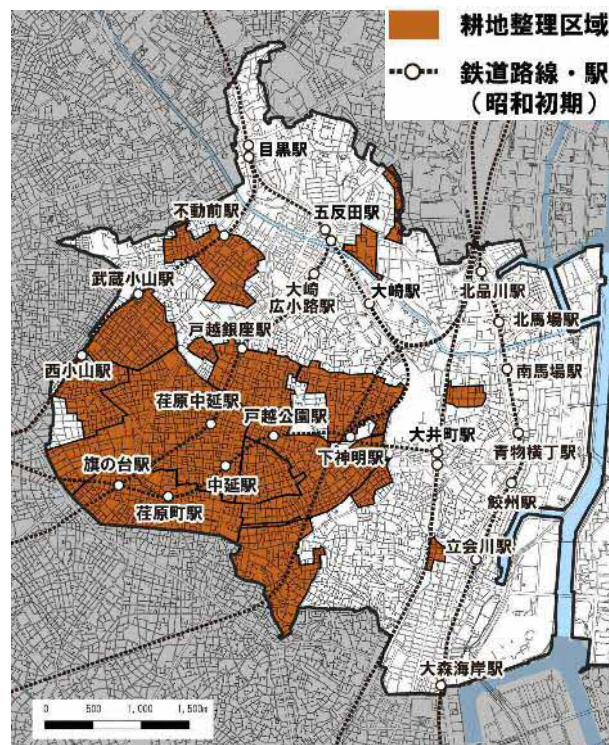 耕地整理区域
鉄道路線・駅
（昭和初期）
目黒駅
不動前駅
五反田駅
武蔵小山駅
大崎
広小路駅
大崎駅
北品川駅
戸越銀座駅
北馬場駅
西小山駅
南馬場駅
荏原中延駅
戸越公園駅
大井町駅
青物横丁駅
下神明駅
旗の台駅
中延駅
荏原町駅
鮫州駅
立会川駅
大森海岸駅
0 500 1,000 1,500m